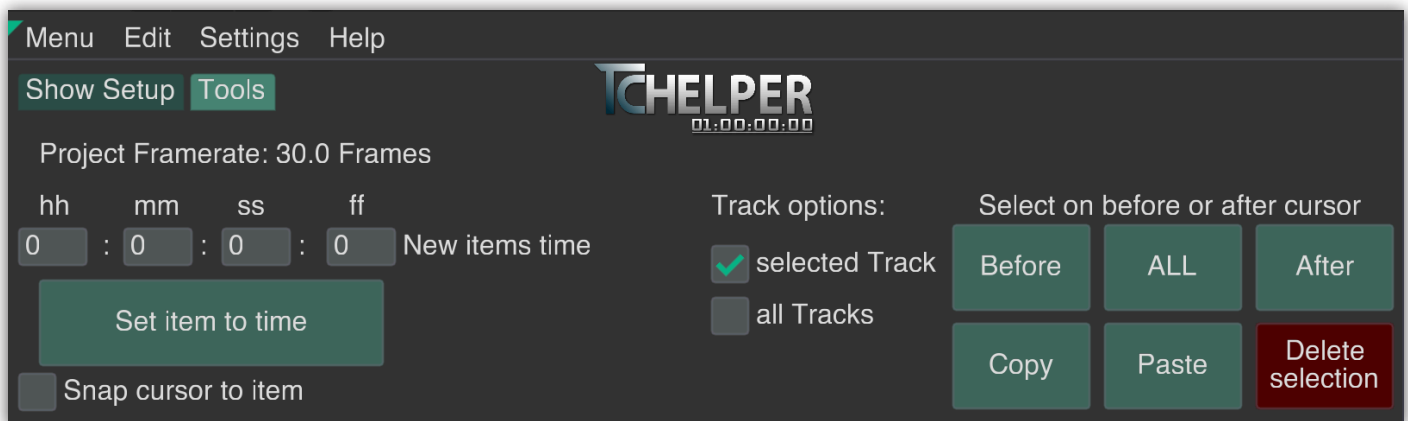 Menu Edit Settings Help
Show Setup Tools
TCHELPER
01:00:00:00
Project Framerate: 30.0 Frames
hh mm ss ff
0 : 0 : 0 : 0 New items time
Set item to time
Snap cursor to item
Track options:
selected Track
all Tracks
Select on before or after cursor
Before ALL After
Copy Paste Delete selection